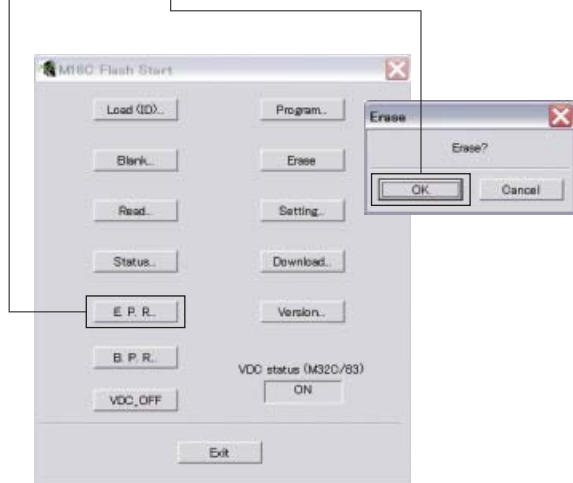 M16C Flash Start
Load (ID)...
Program...
Blank...
Erase
Read...
Setting...
Status...
Download...
E. P. R...
Version...
B. P. R...
VDC status (M32C/83)
VDC_OFF
ON
Exit
Erase
Erase?
OK
Cancel